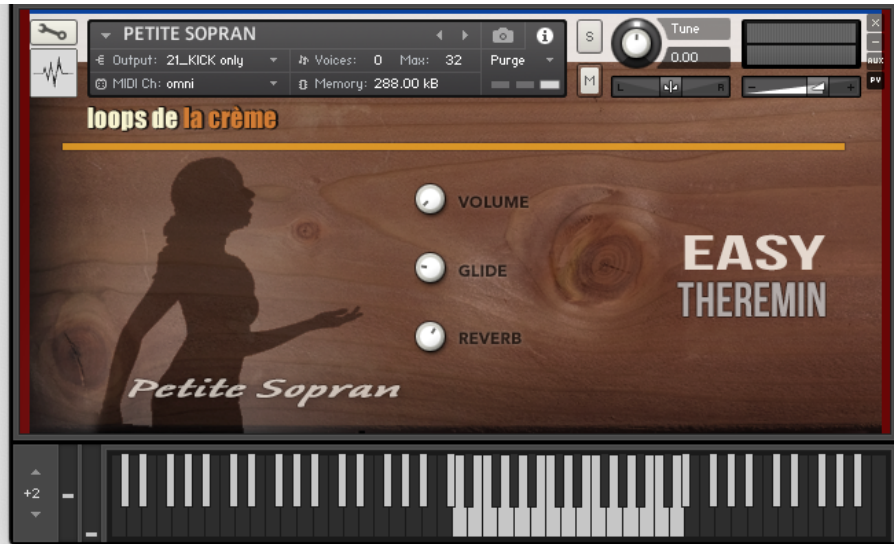 PETITE SOPRAN
Output: 21_KICK only
Voices: 0 Max: 32
Purge
MIDI Ch: omni
Memory: 288.00 kB
S
M
Tune
0.00
L
R
×
-
AUX
PV
loops de la crème
VOLUME
GLIDE
REVERB
EASY
THEREMIN
Petite Sopran
+2